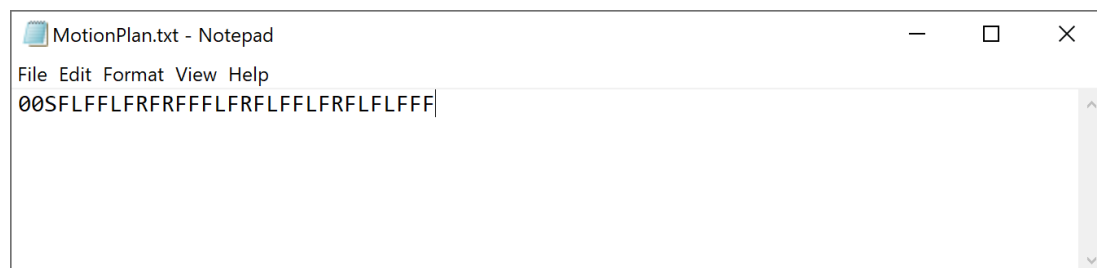 MotionPlan.txt - Notepad
File Edit Format View Help
00SFLFFLFRFRFFFLFRFLFFLFRFLFLFFF